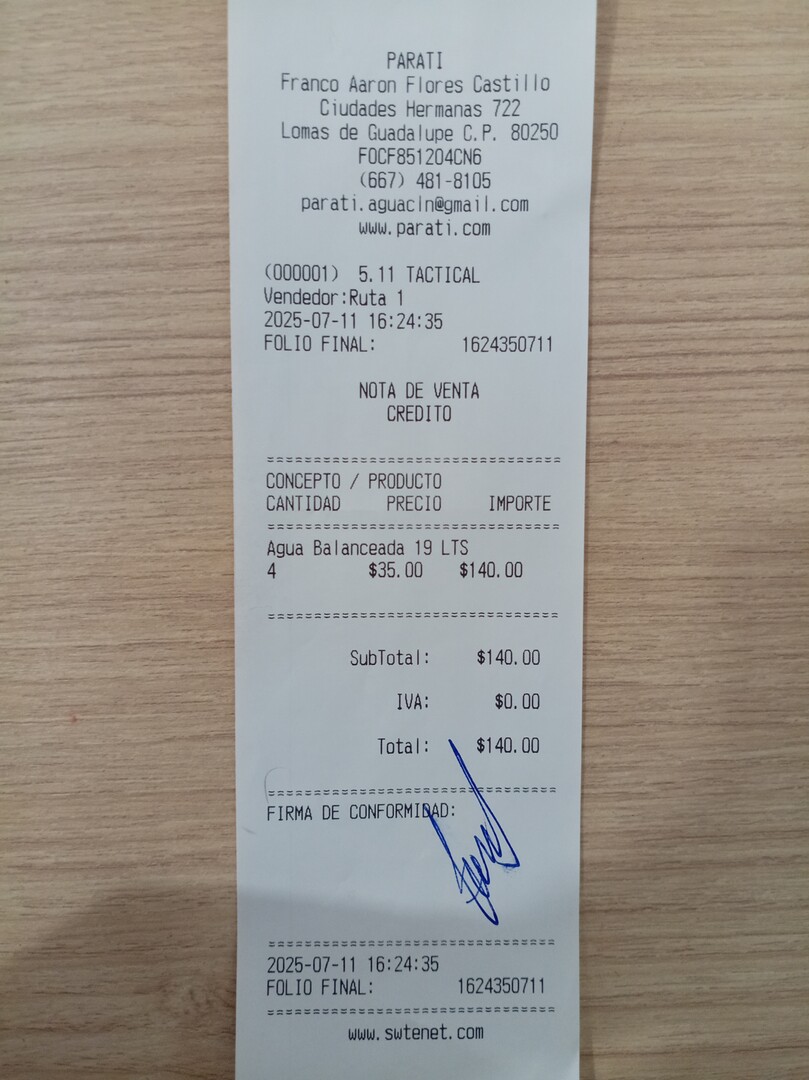 PARATI
Franco Aaron Flores Castillo
Ciudades Hermanas 722
Lomas de Guadalupe C.P. 80250
FOCF851204CN6
(667) 481-8105
parati.aguacln@gmail.com
www.parati.com
(000001) 5.11 TACTICAL
Vendedor:Ruta 1
2025-07-11 16:24:35
FOLIO FINAL: 1624350711
NOTA DE VENTA
CREDITO
CONCEPTO / PRODUCTO
CANTIDAD PRECIO IMPORTE
Agua Balanceada 19 LTS
4 $35.00 $140.00
SubTotal: $140.00
IVA: $0.00
Total: $140.00
FIRMA DE CONFORMIDAD:
2025-07-11 16:24:35
FOLIO FINAL: 1624350711
www.swtenet.com